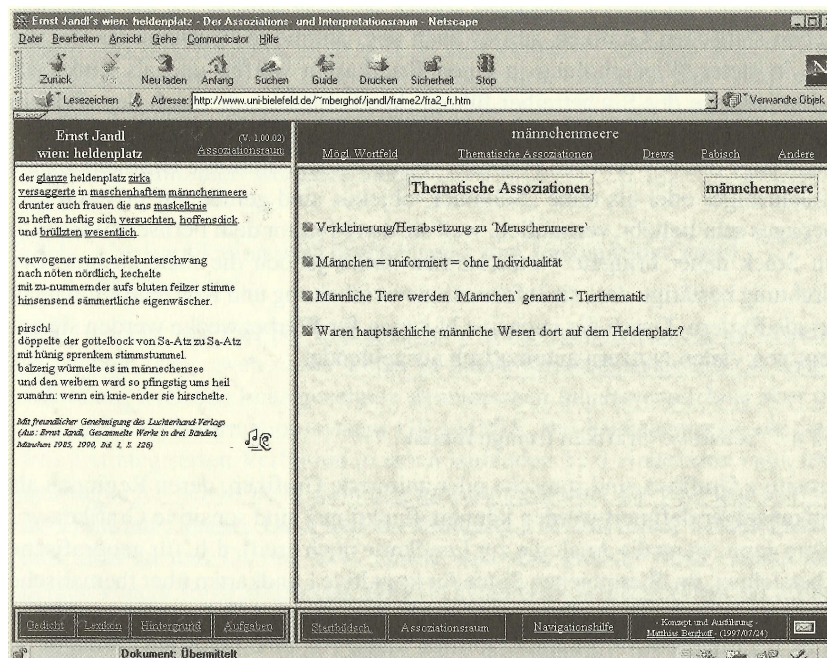 Ernst Jandl's wien: heldenplatz - Der Assoziations- und Interpretationsraum - Netscape
Datei Bearbeiten Ansicht Gehe Communicator Hilfe
Zurück Vor Neu laden Anfang Suchen Guide Drucken Sicherheit Stop
N
Lesezeichen Adresse: http://www.uni-bielefeld.de/~mberghof/jandl/frame2/fra2_fr.htm Verwandte Objek
Ernst Jandl
wien: heldenplatz
(V. 1.00.02)
Assoziationsraum
männchenmeere
Mögl. Wortfeld Thematische Assoziationen Drews Pabisch Andere
der glanze heldenplatz zirka
versaggerte in maschenhaftem männchenmeere
drunter auch frauen die ans maskelknie
zu heften heftig sich versuchten, hoffensdick.
und brüllzten wesentlich.
verwogener stirnscheitelunterschwang
nach nöten nördlich, kechelte
mit zu-nummernder aufs bluten feilzer stimme
hinsensend sämmertliche eigenwäscher.
pirsch!
döppelte der gottelbock von Sa-Atz zu Sa-Atz
mit hünig sprenkem stimmstummel.
balzerig würmelte es im männechensee
und den weibern ward so pfingstig ums heil
zumahn: wenn ein knie-ender sie hirschelte.
Mit freundlicher Genehmigung des Luchterhand-Verlags
(Aus: Ernst Jandl, Gesammelte Werke in drei Bänden,
München 1985, 1990, Bd. 1, S. 126)
Thematische Assoziationen männchenmeere
Verkleinerung/Herabsetzung zu 'Menschenmeere'
Männchen = uniformiert = ohne Individualität
Männliche Tiere werden 'Männchen' genannt - Tierthematik
Waren hauptsächliche männliche Wesen dort auf dem Heldenplatz?
Gedicht Lexikon Hintergrund Aufgaben
Startbildsch. Assoziationsraum Navigationshilfe
- Konzept und Ausführung -
Matthias Berghoff - (1997/07/24)
Dokument: Übermittelt